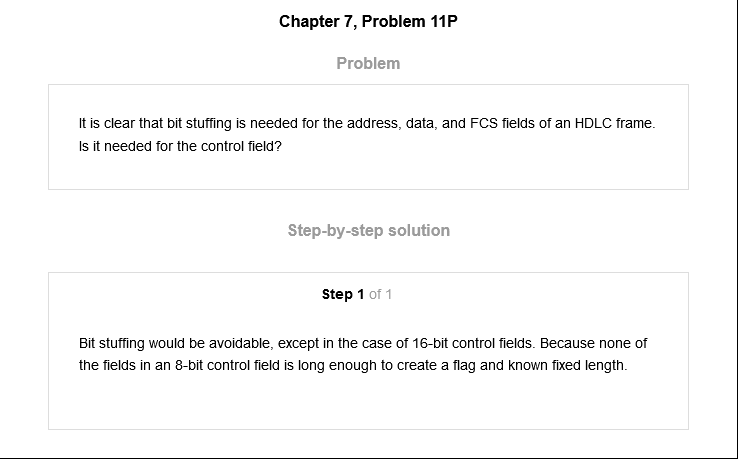 Chapter 7, Problem 11P
Problem
It is clear that bit stuffing is needed for the address, data, and FCS fields of an HDLC frame.
Is it needed for the control field?
Step-by-step solution
Step 1 of 1
Bit stuffing would be avoidable, except in the case of 16-bit control fields. Because none of
the fields in an 8-bit control field is long enough to create a flag and known fixed length.